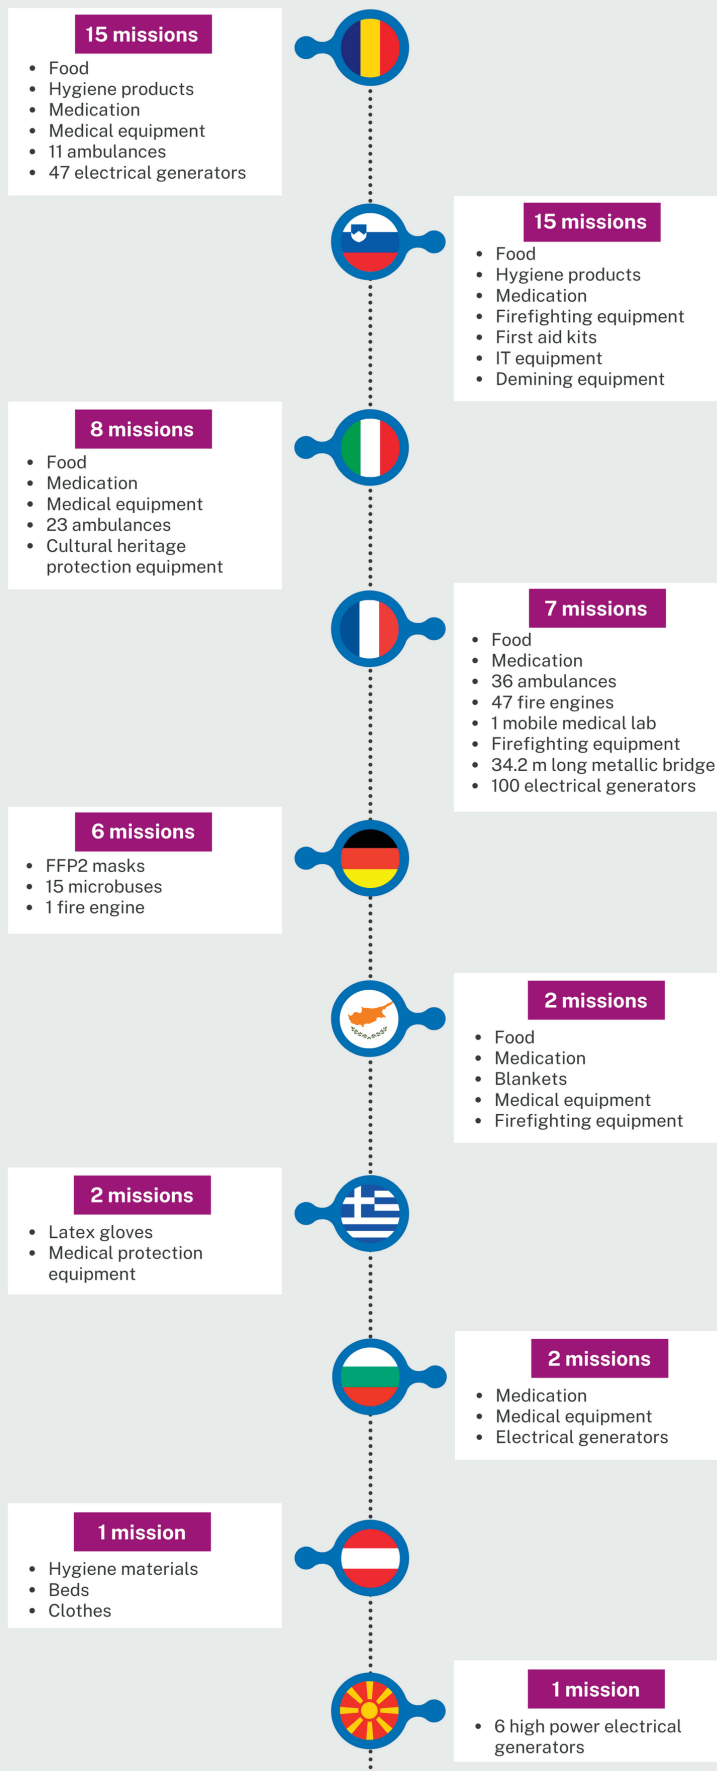 15 missions
• Food
• Hygiene products
• Medication
• Medical equipment
• 11 ambulances
• 47 electrical generators
15 missions
• Food
• Hygiene products
• Medication
• Firefighting equipment
• First aid kits
• IT equipment
• Demining equipment
8 missions
• Food
• Medication
• Medical equipment
• 23 ambulances
• Cultural heritage
protection equipment
7 missions
• Food
• Medication
• 36 ambulances
• 47 fire engines
• 1 mobile medical lab
• Firefighting equipment
• 34.2 m long metallic bridge
• 100 electrical generators
6 missions
• FFP2 masks
• 15 microbuses
• 1 fire engine
2 missions
• Food
• Medication
• Blankets
• Medical equipment
• Firefighting equipment
2 missions
• Latex gloves
• Medical protection
equipment
2 missions
• Medication
• Medical equipment
• Electrical generators
1 mission
• Hygiene materials
• Beds
• Clothes
1 mission
• 6 high power electrical
generators